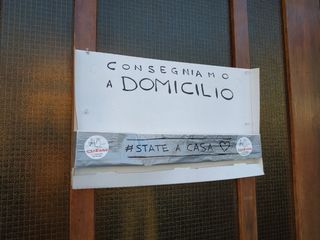 CONSEGNIAMO
A DOMICILIO
#STATE A CASA ♡